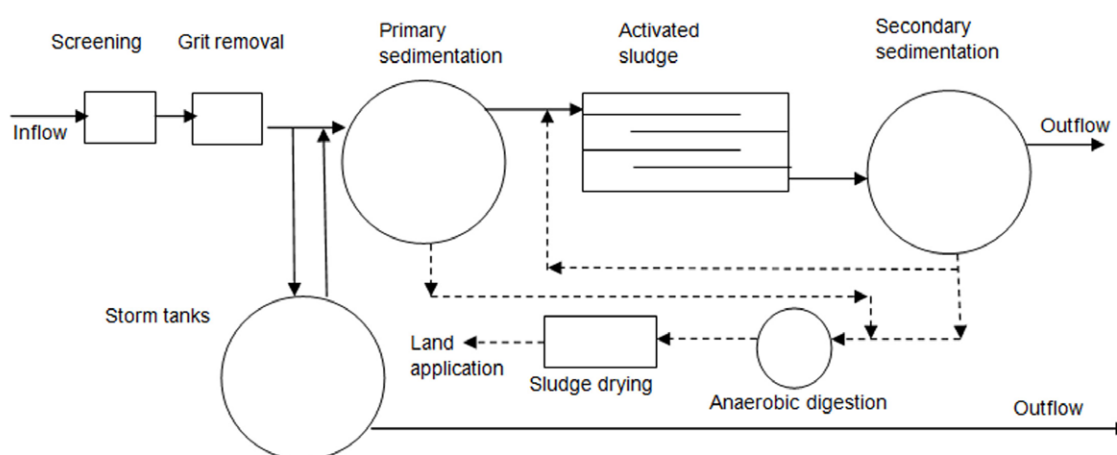 Screening
Grit removal
Primary
sedimentation
Activated
sludge
Secondary
sedimentation
Inflow
Outflow
Storm tanks
Land
application
Sludge drying
Anaerobic digestion
Outflow